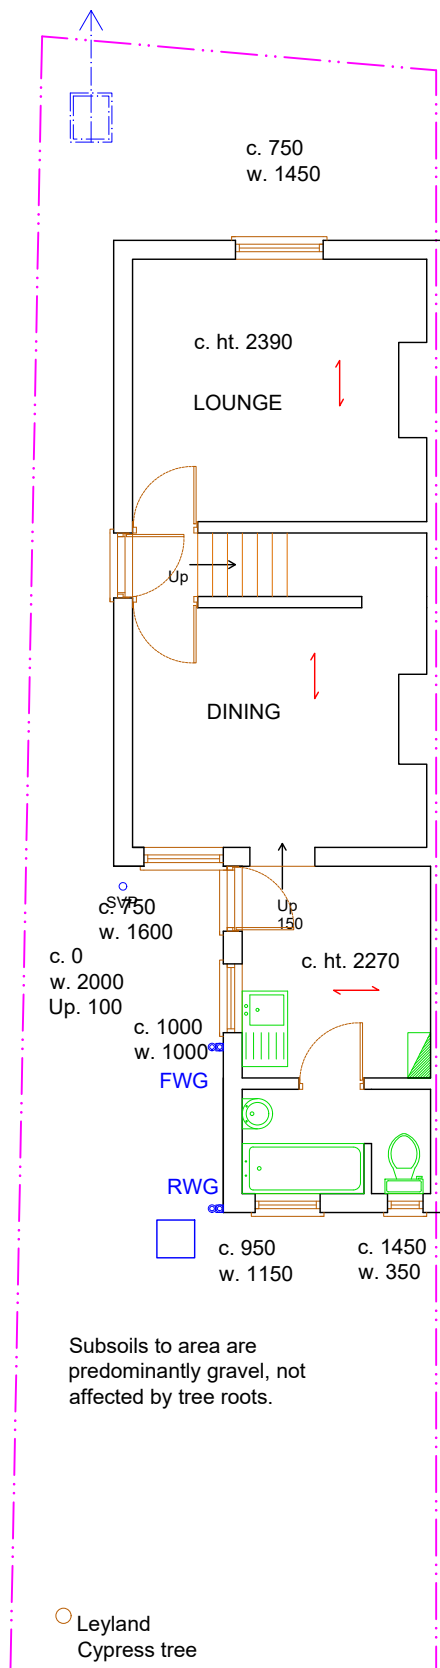 c. 750
w. 1450
c. ht. 2390
LOUNGE
Up
DINING
SVP
c. 750
w. 1600
Up
150
c. 0
w. 2000
Up. 100
c. ht. 2270
c. 1000
w. 1000
FWG
RWG
c. 950
w. 1150
c. 1450
w. 350
Subsoils to area are
predominantly gravel, not
affected by tree roots.
Leyland
Cypress tree